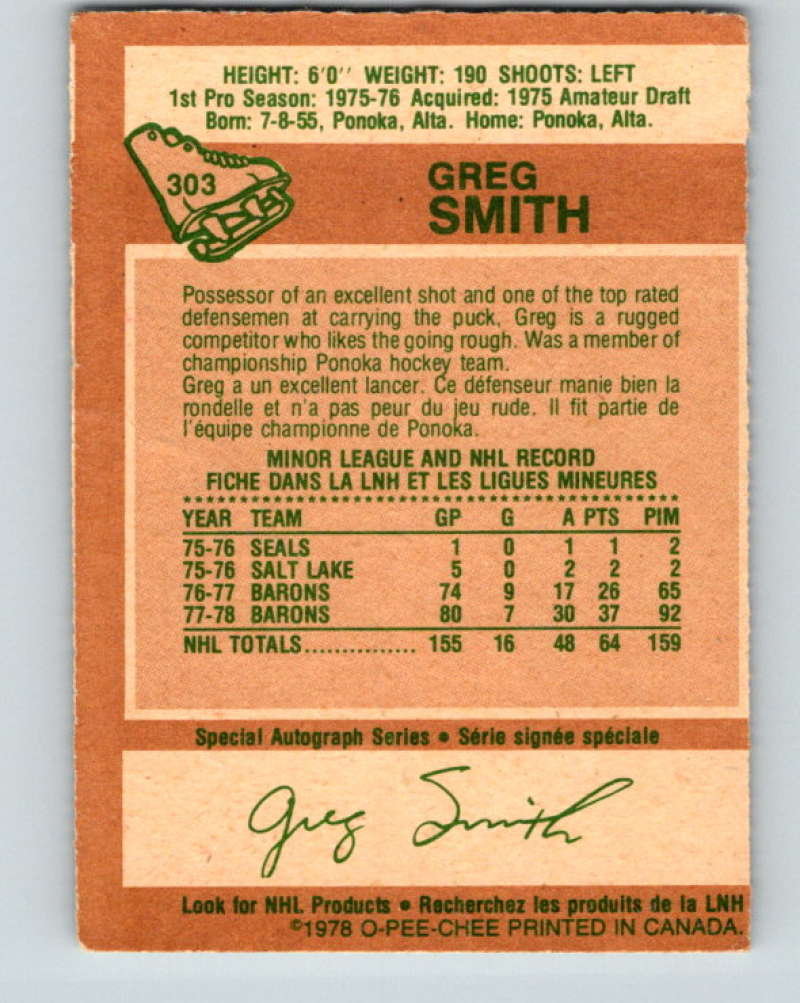 HEIGHT: 6'0'' WEIGHT: 190 SHOOTS: LEFT
1st Pro Season: 1975-76 Acquired: 1975 Amateur Draft
Born: 7-8-55, Ponoka, Alta. Home: Ponoka, Alta.
303
GREG
SMITH
Possessor of an excellent shot and one of the top rated
defensemen at carrying the puck, Greg is a rugged
competitor who likes the going rough. Was a member of
championship Ponoka hockey team.
Greg a un excellent lancer. Ce défenseur manie bien la
rondelle et n'a pas peur du jeu rude. Il fit partie de
l'équipe championne de Ponoka.
MINOR LEAGUE AND NHL RECORD
FICHE DANS LA LNH ET LES LIGUES MINEURES
YEAR TEAM GP G A PTS PIM
75-76 SEALS 1 0 1 1 2
75-76 SALT LAKE 5 0 2 2 2
76-77 BARONS 74 9 17 26 65
77-78 BARONS 80 7 30 37 92
NHL TOTALS............... 155 16 48 64 159
Special Autograph Series • Série signée spéciale
Greg Smith
Look for NHL Products • Recherchez les produits de la LNH
©1978 O-PEE-CHEE PRINTED IN CANADA.